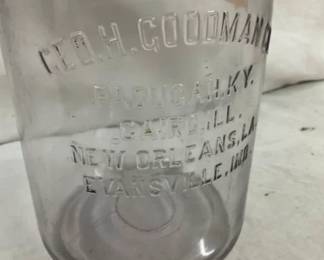 GEO. H. GOODMAN
PADUCAH, KY.
CAIRO, ILL.
NEW ORLEANS, LA.
EVANSVILLE, IND.